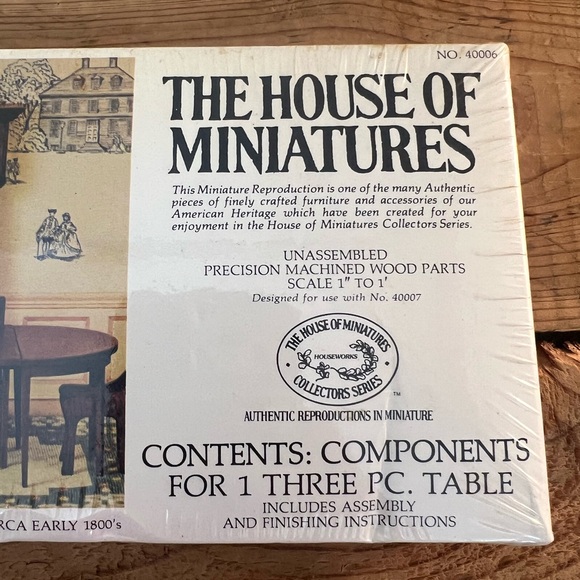 NO. 40006
THE HOUSE OF
MINIATURES
This Miniature Reproduction is one of the many Authentic
pieces of finely crafted furniture and accessories of our
American Heritage which have been created for your
enjoyment in the House of Miniatures Collectors Series.
UNASSEMBLED
PRECISION MACHINED WOOD PARTS
SCALE 1" TO 1'
Designed for use with No. 40007
THE HOUSE OF MINIATURES
HOUSEWORKS
COLLECTORS SERIES
TM
AUTHENTIC REPRODUCTIONS IN MINIATURE
CONTENTS: COMPONENTS
FOR 1 THREE PC. TABLE
INCLUDES ASSEMBLY
AND FINISHING INSTRUCTIONS
RCA EARLY 1800's